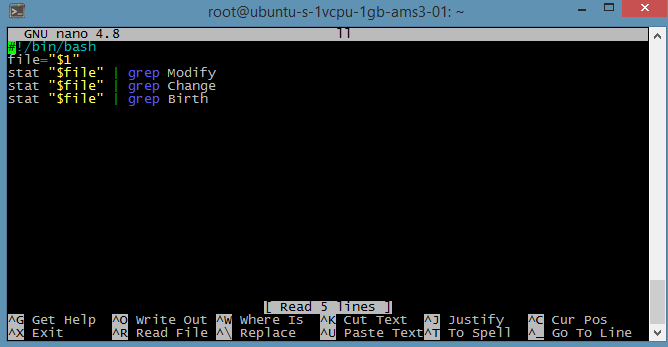 root@ubuntu-s-1vcpu-1gb-ams3-01: ~
GNU nano 4.8 ll
#!/bin/bash
file="$1"
stat "$file" | grep Modify
stat "$file" | grep Change
stat "$file" | grep Birth
[ Read 5 lines ]
^G Get Help ^O Write Out ^W Where Is ^K Cut Text ^J Justify ^C Cur Pos
^X Exit ^R Read File ^\ Replace ^U Paste Text ^T To Spell ^_ Go To Line